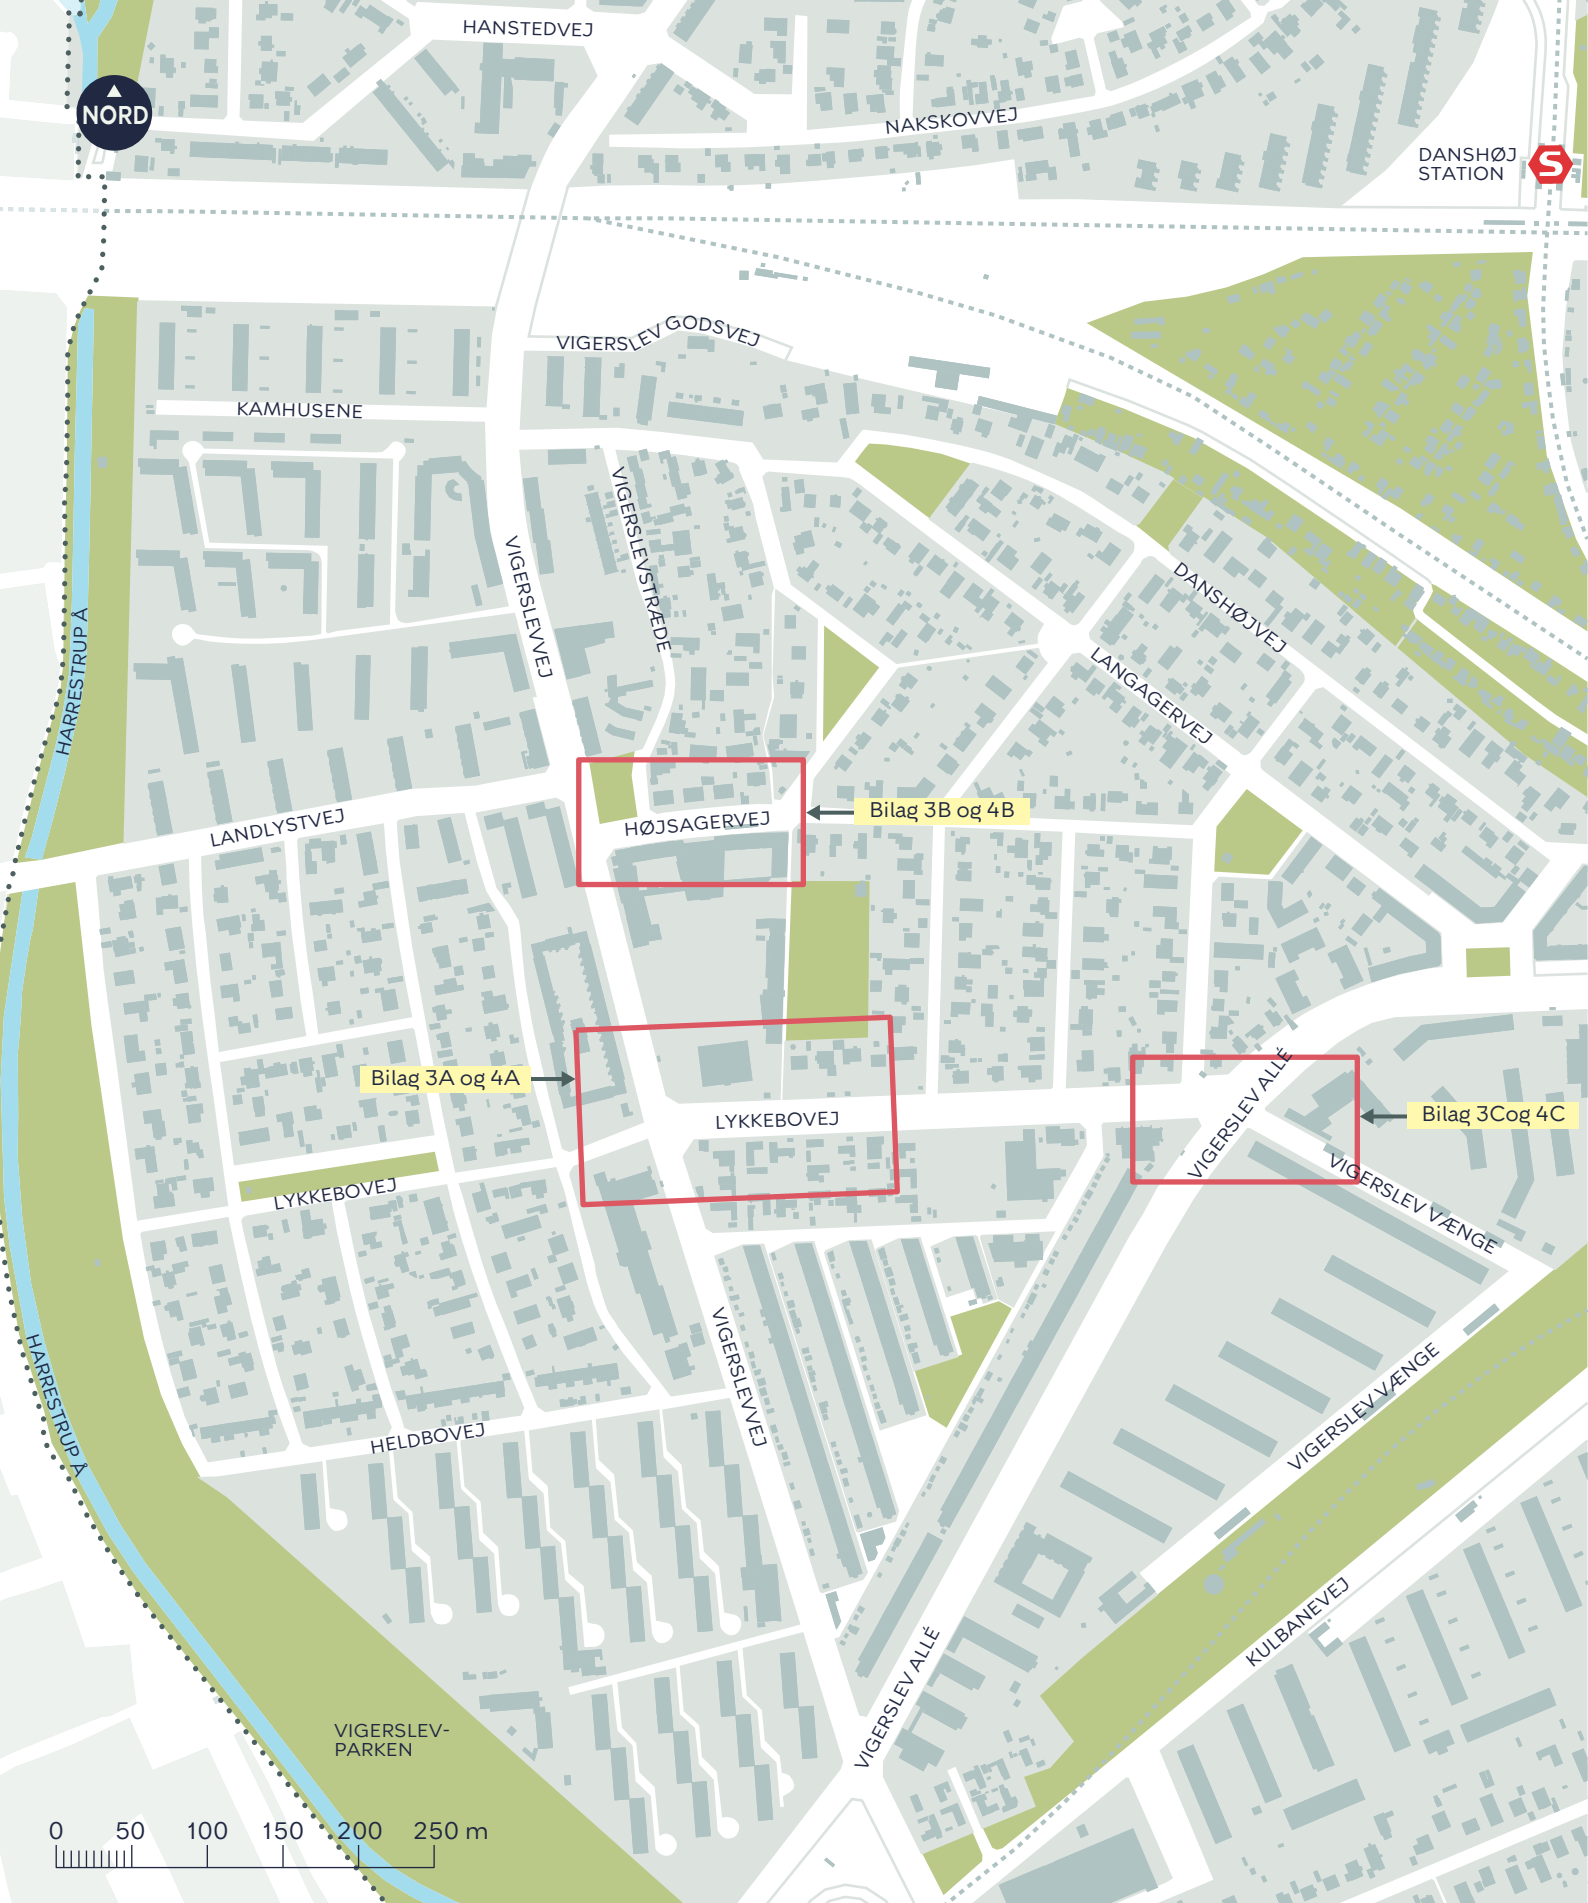 HANSTEDVEJ
NORD
NAKSKOVVEJ
DANSHØJ
STATION
S
VIGERSLEV GODSVEJ
KAMHUSENE
VIGERSLEVSTRÆDE
VIGERSLEVVEJ
DANSHØJVEJ
LANGAGERVEJ
HARRESTRUP Å
LANDLYSTVEJ
HØJSAGERVEJ
Bilag 3B og 4B
Bilag 3A og 4A
LYKKEBOVEJ
VIGERSLEV ALLÉ
Bilag 3Cog 4C
VIGERSLEV VÆNGE
LYKKEBOVEJ
HARRESTRUP Å
VIGERSLEVVEJ
HELDBOVEJ
VIGERSLEV VÆNGE
KULBANEVEJ
VIGERSLEV ALLÉ
VIGERSLEV-
PARKEN
0 50 100 150 200 250 m